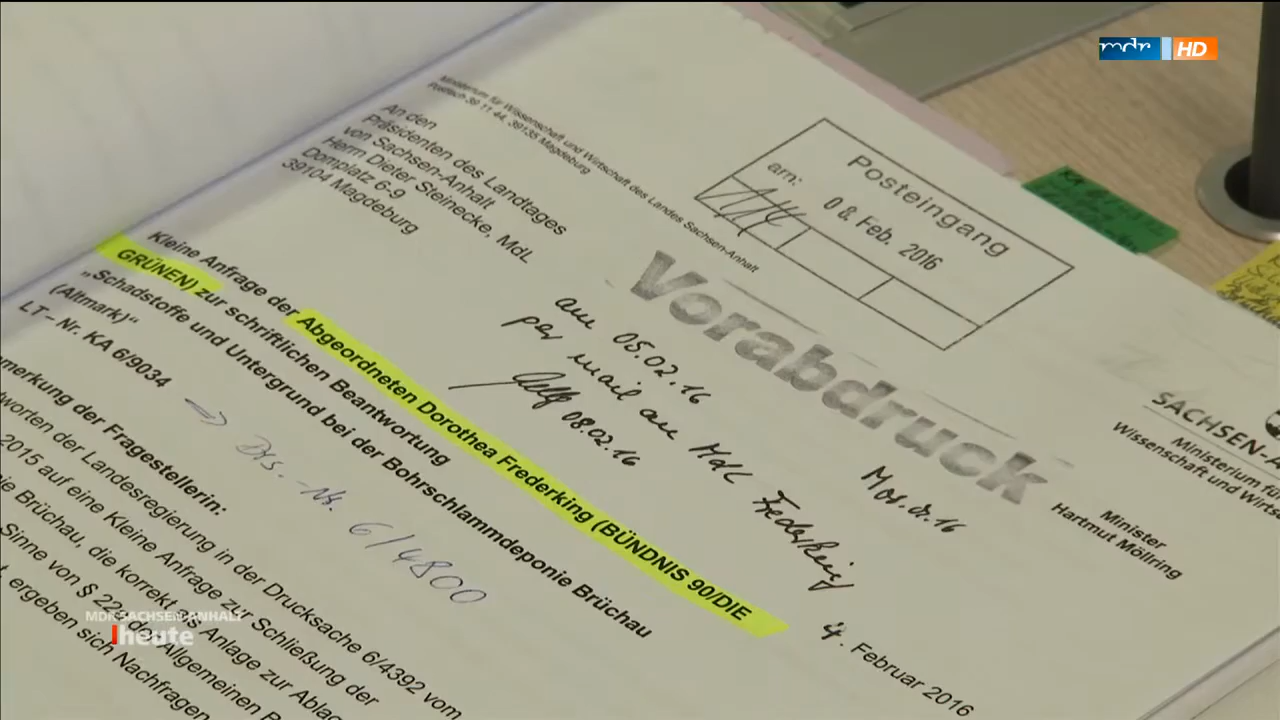 mdr HD
Ministerium für Wissenschaft und Wirtschaft des Landes Sachsen-Anhalt
Postfach 39 11 44, 39135 Magdeburg
An den
Präsidenten des Landtages
von Sachsen-Anhalt
Herrn Dieter Steinecke, MdL
Domplatz 6-9
39104 Magdeburg
Posteingang
am:
08. Feb. 2016
Vorabdruck
am 05.02.16
per mail an MdL Frederking
08.02.16
SACHSEN-A
Ministerium für
Wissenschaft und Wirts
Minister
Hartmut Möllring
4. Februar 2016
Kleine Anfrage der Abgeordneten Dorothea Frederking (BÜNDNIS 90/DIE
GRÜNEN) zur schriftlichen Beantwortung
„Schadstoffe und Untergrund bei der Bohrschlammdeponie Brüchau
(Altmark)"
LT – Nr. KA 6/9034
⇒ Drs.-Nr. 6/4800
merkung der Fragestellerin:
worten der Landesregierung in der Drucksache 6/4392 vom
2015 auf eine Kleine Anfrage zur Schließung der
ie Brüchau, die korrekt als Anlage zur Ablag
Sinne von § 22 der Allgemeinen
ergeben sich Nachfragen
MDR SACHSEN-ANHALT
heute